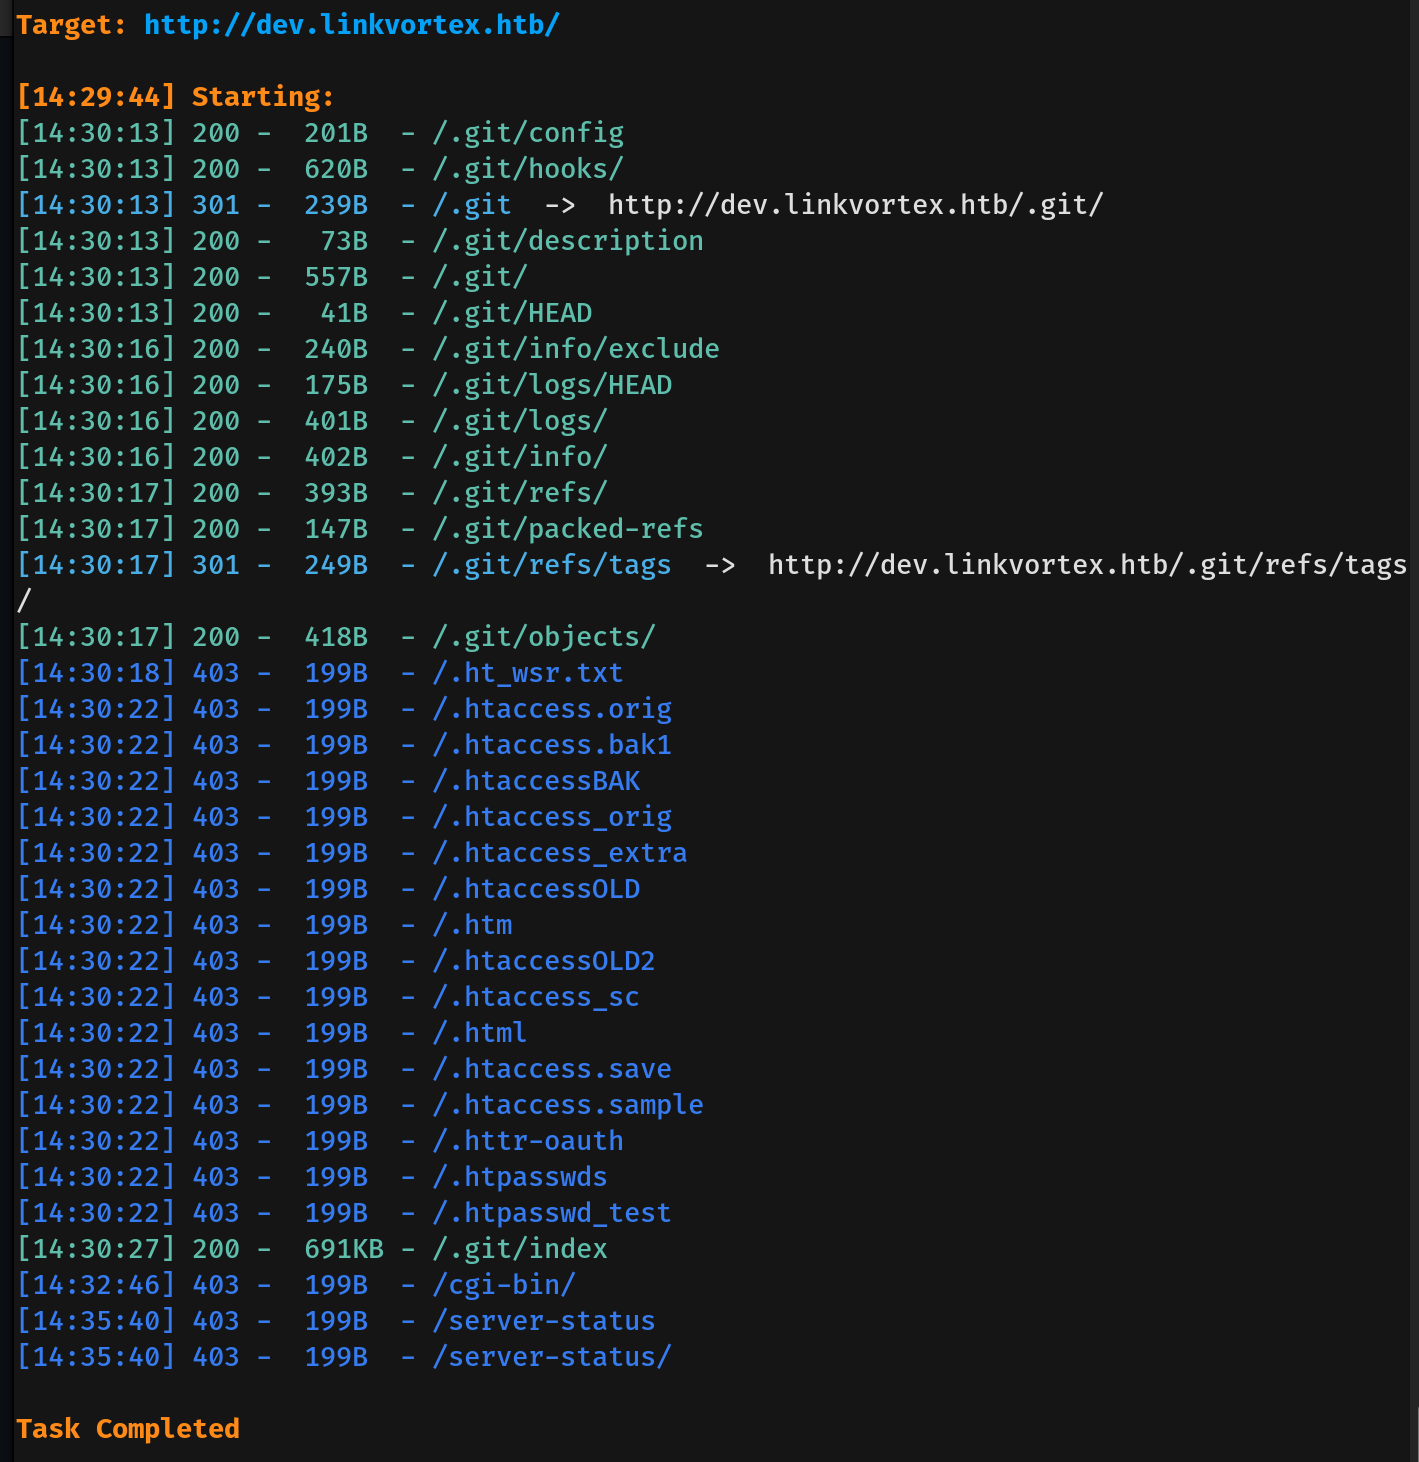 Target: http://dev.linkvortex.htb/
[14:29:44] Starting:
[14:30:13] 200 -  201B  - /.git/config
[14:30:13] 200 -  620B  - /.git/hooks/
[14:30:13] 301 -  239B  - /.git  ->  http://dev.linkvortex.htb/.git/
[14:30:13] 200 -   73B  - /.git/description
[14:30:13] 200 -  557B  - /.git/
[14:30:13] 200 -   41B  - /.git/HEAD
[14:30:16] 200 -  240B  - /.git/info/exclude
[14:30:16] 200 -  175B  - /.git/logs/HEAD
[14:30:16] 200 -  401B  - /.git/logs/
[14:30:16] 200 -  402B  - /.git/info/
[14:30:17] 200 -  393B  - /.git/refs/
[14:30:17] 200 -  147B  - /.git/packed-refs
[14:30:17] 301 -  249B  - /.git/refs/tags  ->  http://dev.linkvortex.htb/.git/refs/tags
/
[14:30:17] 200 -  418B  - /.git/objects/
[14:30:18] 403 -  199B  - /.ht_wsr.txt
[14:30:22] 403 -  199B  - /.htaccess.orig
[14:30:22] 403 -  199B  - /.htaccess.bak1
[14:30:22] 403 -  199B  - /.htaccessBAK
[14:30:22] 403 -  199B  - /.htaccess_orig
[14:30:22] 403 -  199B  - /.htaccess_extra
[14:30:22] 403 -  199B  - /.htaccessOLD
[14:30:22] 403 -  199B  - /.htm
[14:30:22] 403 -  199B  - /.htaccessOLD2
[14:30:22] 403 -  199B  - /.htaccess_sc
[14:30:22] 403 -  199B  - /.html
[14:30:22] 403 -  199B  - /.htaccess.save
[14:30:22] 403 -  199B  - /.htaccess.sample
[14:30:22] 403 -  199B  - /.httr-oauth
[14:30:22] 403 -  199B  - /.htpasswds
[14:30:22] 403 -  199B  - /.htpasswd_test
[14:30:27] 200 -  691KB - /.git/index
[14:32:46] 403 -  199B  - /cgi-bin/
[14:35:40] 403 -  199B  - /server-status
[14:35:40] 403 -  199B  - /server-status/
Task Completed